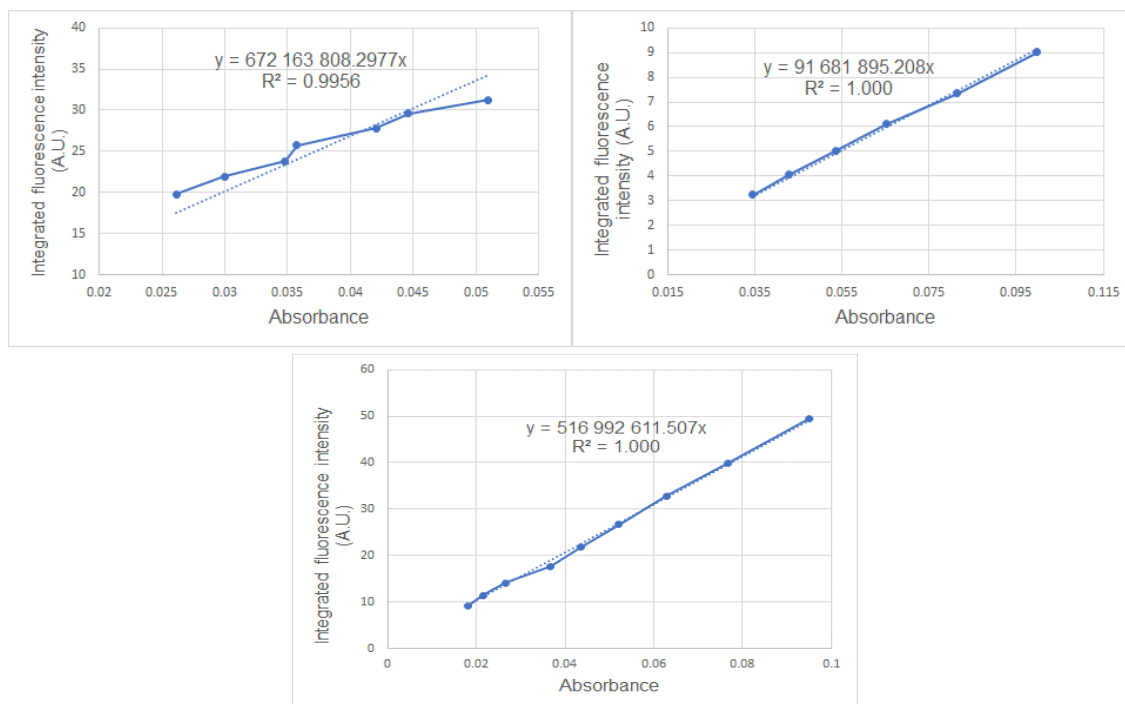 Integrated fluorescence intensity
(A.U.)
40
35
30
25
20
15
10
y = 672 163 808.2977x
R² = 0.9956
0.02 0.025 0.03 0.035 0.04 0.045 0.05 0.055
Absorbance
Integrated fluorescence
intensity (A.U.)
10
9
8
7
6
5
4
3
2
1
0
y = 91 681 895.208x
R² = 1.000
0.015 0.035 0.055 0.075 0.095 0.115
Absorbance
Integrated fluorescence intensity
(A.U.)
60
50
40
30
20
10
0
y = 516 992 611.507x
R² = 1.000
0 0.02 0.04 0.06 0.08 0.1
Absorbance